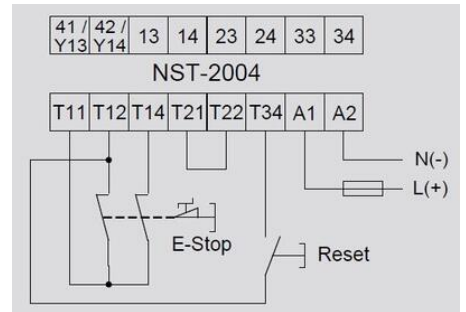 41 / Y13 42 / Y14 13 14 23 24 33 34
NST-2004
T11 T12 T14 T21 T22 T34 A1 A2
N(-)
L(+)
E-Stop
Reset